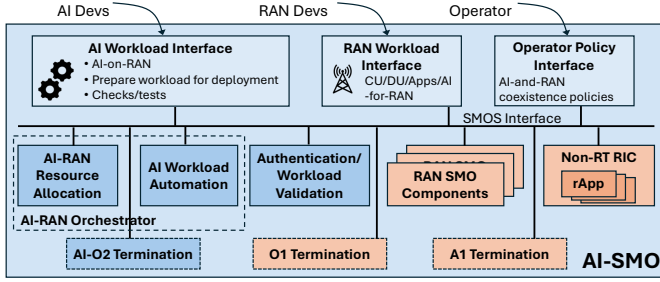 AI Devs
RAN Devs
Operator
AI Workload Interface
• AI-on-RAN
• Prepare workload for deployment
• Checks/tests
RAN Workload
Interface
CU/DU/Apps/AI
-for-RAN
Operator Policy
Interface
AI-and-RAN
coexistence policies
SMOS Interface
AI-RAN
Resource
Allocation
AI Workload
Automation
AI-RAN Orchestrator
Authentication/
Workload
Validation
RAN SMO
RAN SMO
Components
Non-RT RIC
rApp
AI-O2 Termination
O1 Termination
A1 Termination
AI-SMO